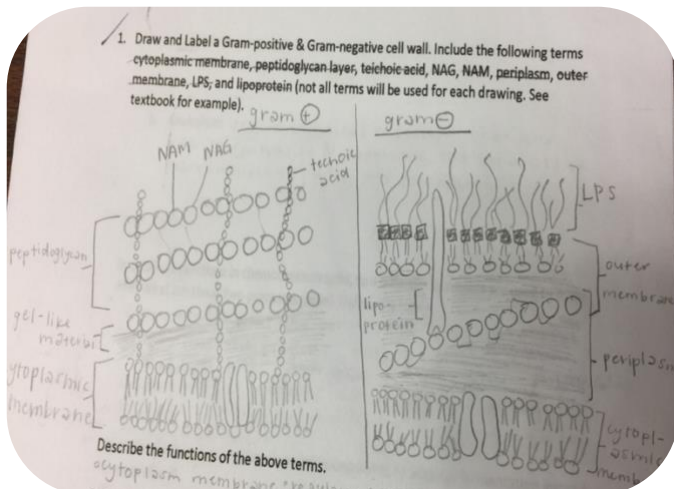 1. Draw and Label a Gram-positive & Gram-negative cell wall. Include the following terms
cytoplasmic membrane, peptidoglycan layer, teichoic acid, NAG, NAM, periplasm, outer
membrane, LPS, and lipoprotein (not all terms will be used for each drawing. See
textbook for example).
gram +
gram -
NAM NAG
techoic
acid
LPS
peptidoglycan
outer
membrane
lipo-
protein
gel-like
material
periplasm
cytoplasmic
membrane
cytopl-
asmic
memb
Describe the functions of the above terms.
cytoplasm membrane